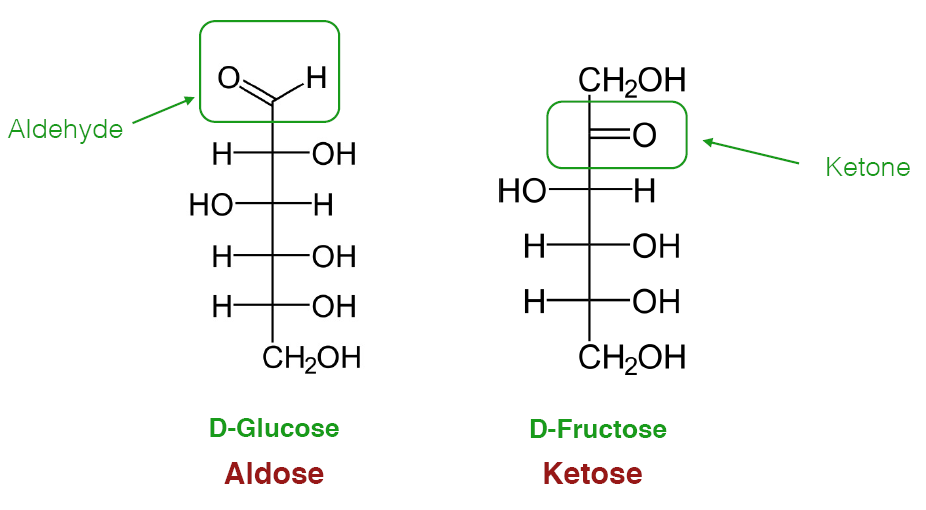 O H
Aldehyde
H OH
HO H
H OH
H OH
CH₂OH
D-Glucose
Aldose
CH₂OH
O
Ketone
HO H
H OH
H OH
CH₂OH
D-Fructose
Ketose